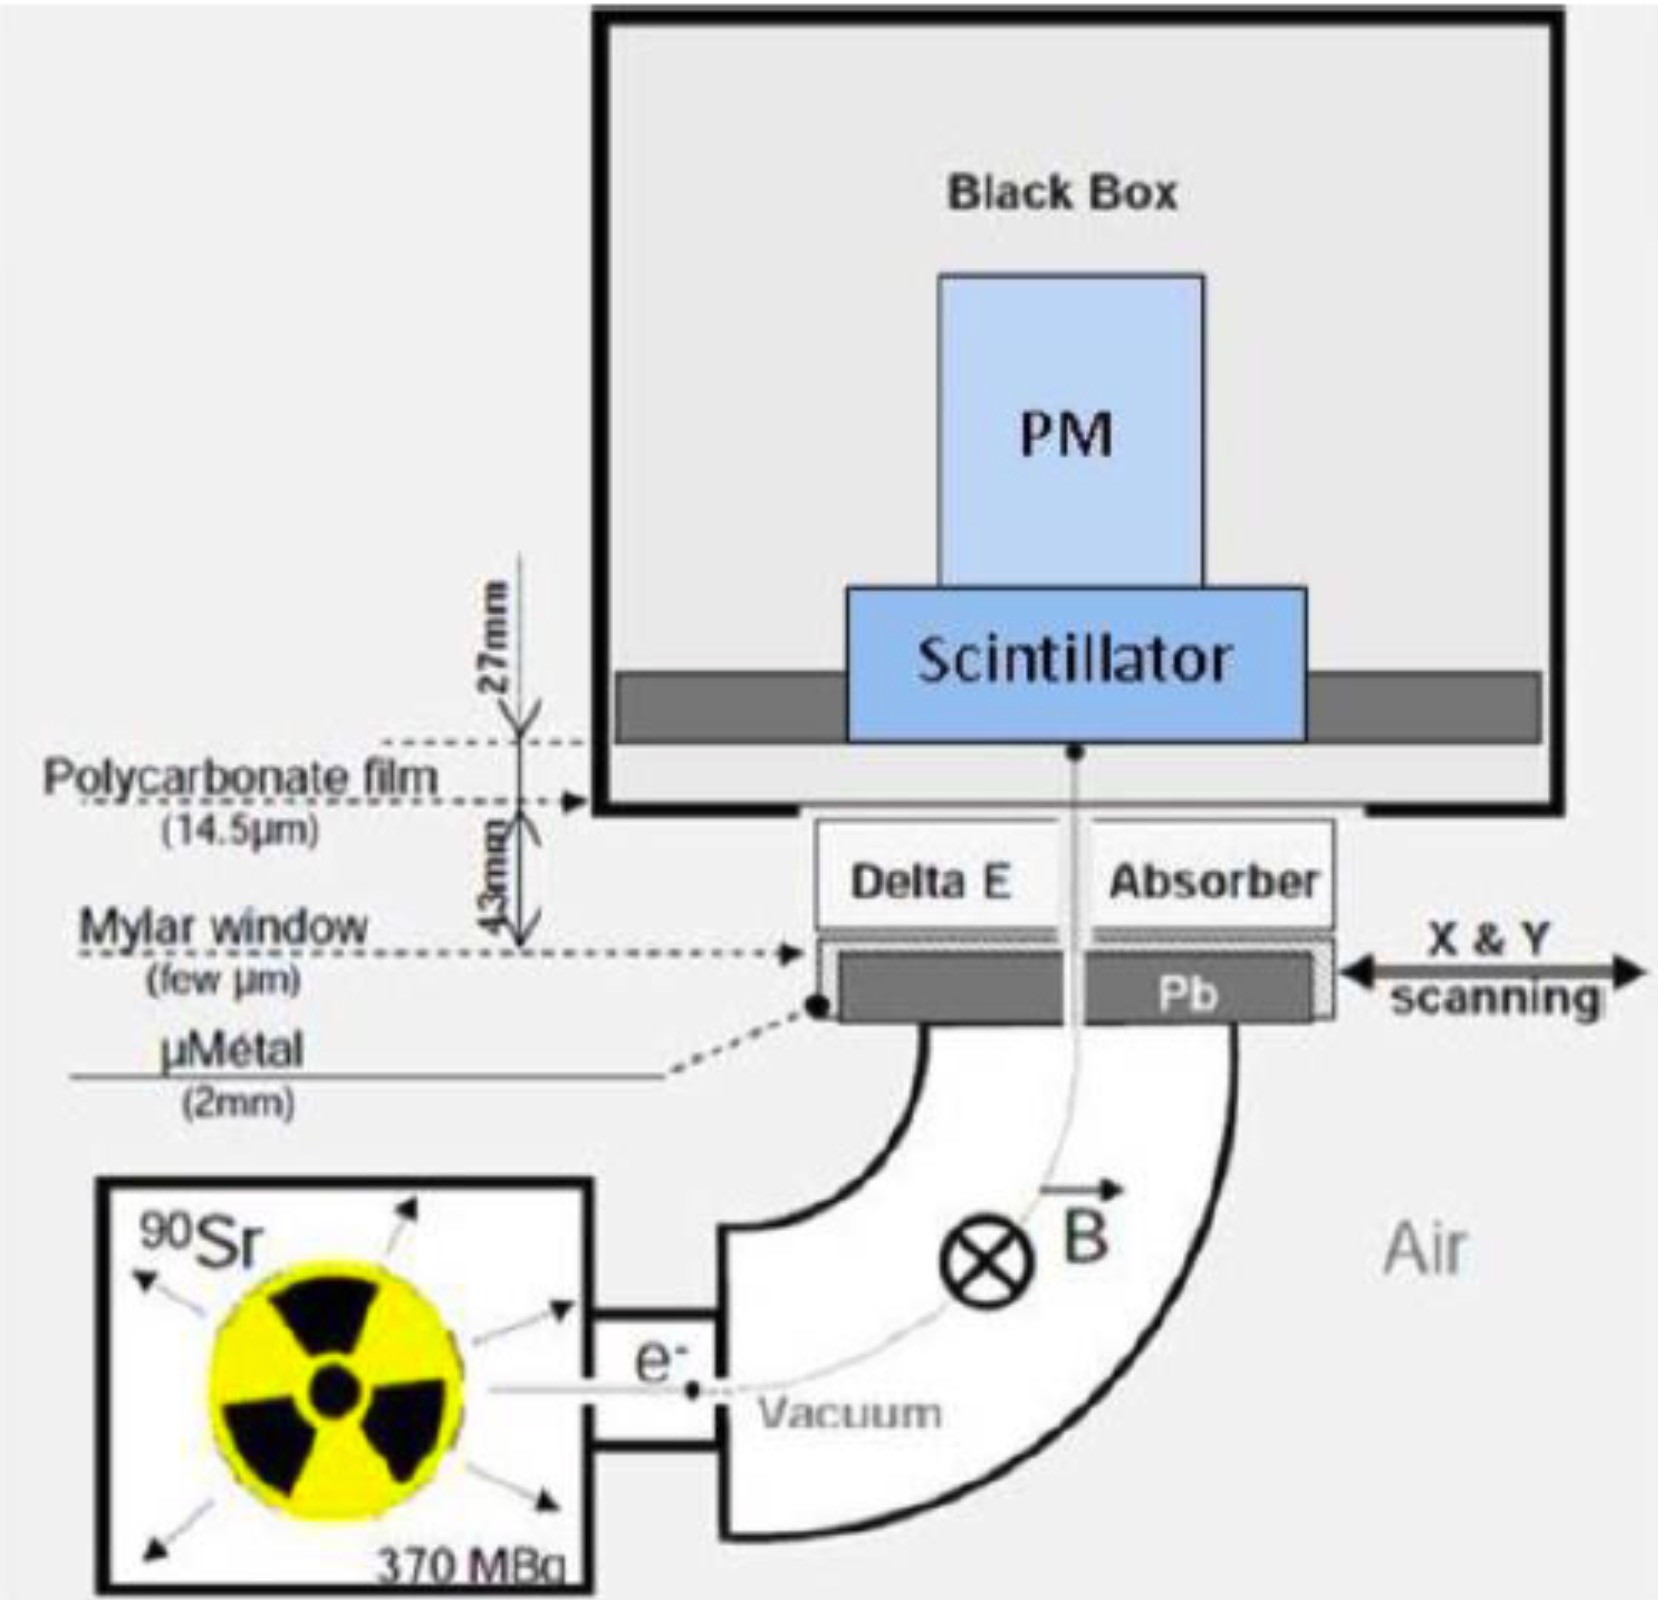 Black Box
PM
27mm
Scintillator
Polycarbonate film
(14.5µm)
43mm
Delta E Absorber
Mylar window
(few µm)
X & Y
scanning
Pb
µMétal
(2mm)
90Sr
B
Air
e-
Vacuum
370 MBq